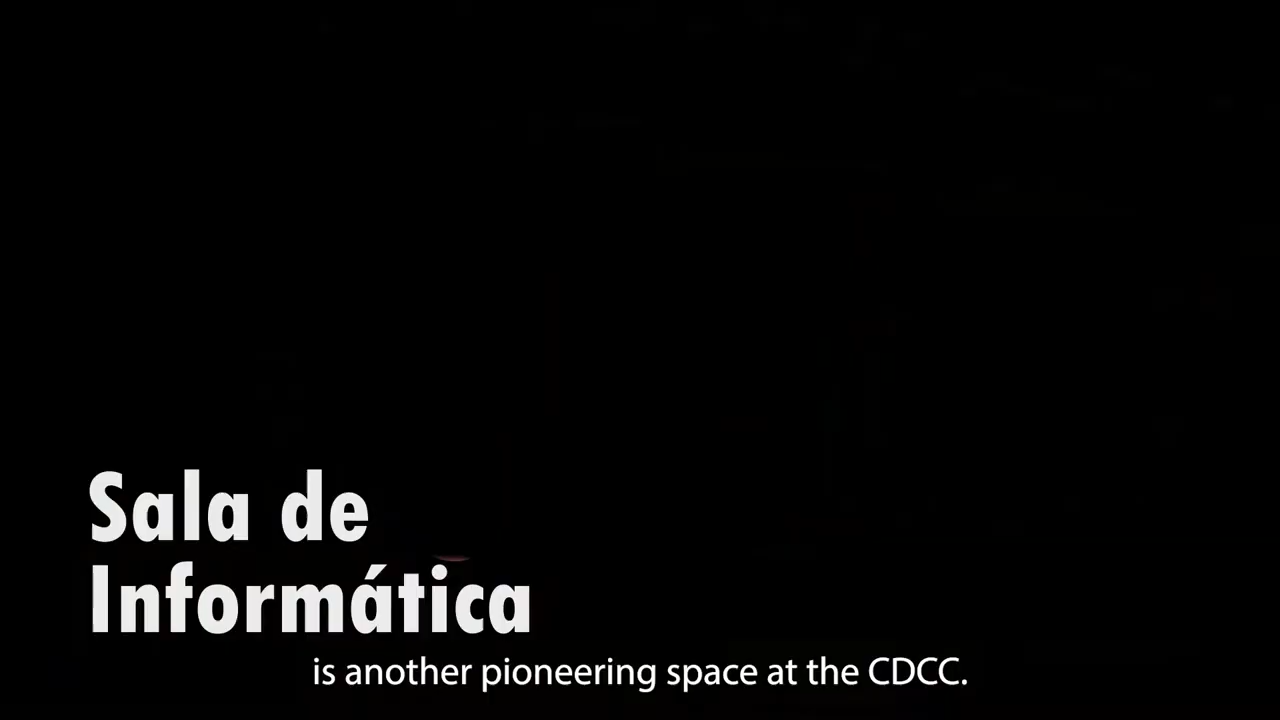 Sala de
Informática
is another pioneering space at the CDCC.